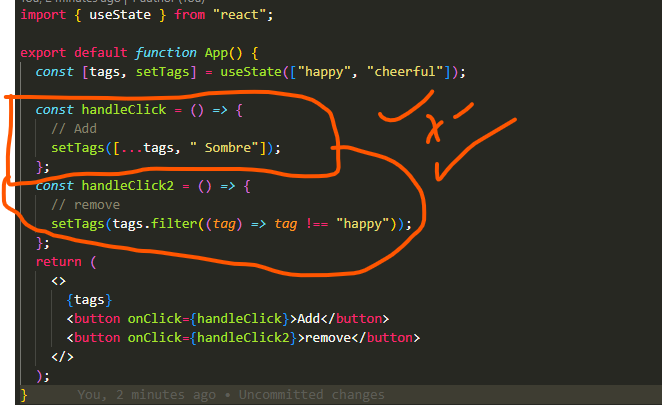 You, 2 minutes ago | 1 author (You)
import { useState } from "react";
export default function App() {
const [tags, setTags] = useState(["happy", "cheerful"]);
const handleClick = () => {
// Add
setTags([...tags, " Sombre"]);
};
const handleClick2 = () => {
// remove
setTags(tags.filter((tag) => tag !== "happy"));
};
return (
<>
{tags}
<button onClick={handleClick}>Add</button>
<button onClick={handleClick2}>remove</button>
</>
);
}
You, 2 minutes ago • Uncommitted changes